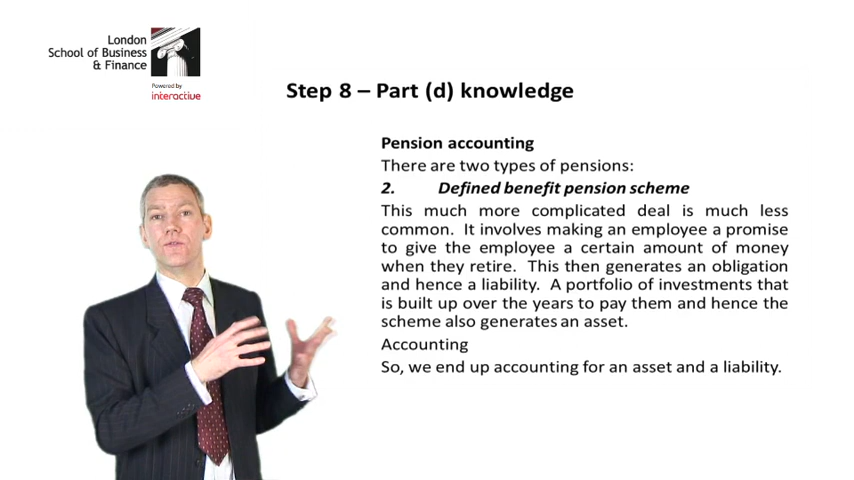 London
School of Business
& Finance
Powered by
interactive
Step 8 – Part (d) knowledge
Pension accounting
There are two types of pensions:
2. Defined benefit pension scheme
This much more complicated deal is much less
common. It involves making an employee a promise
to give the employee a certain amount of money
when they retire. This then generates an obligation
and hence a liability. A portfolio of investments that
is built up over the years to pay them and hence the
scheme also generates an asset.
Accounting
So, we end up accounting for an asset and a liability.